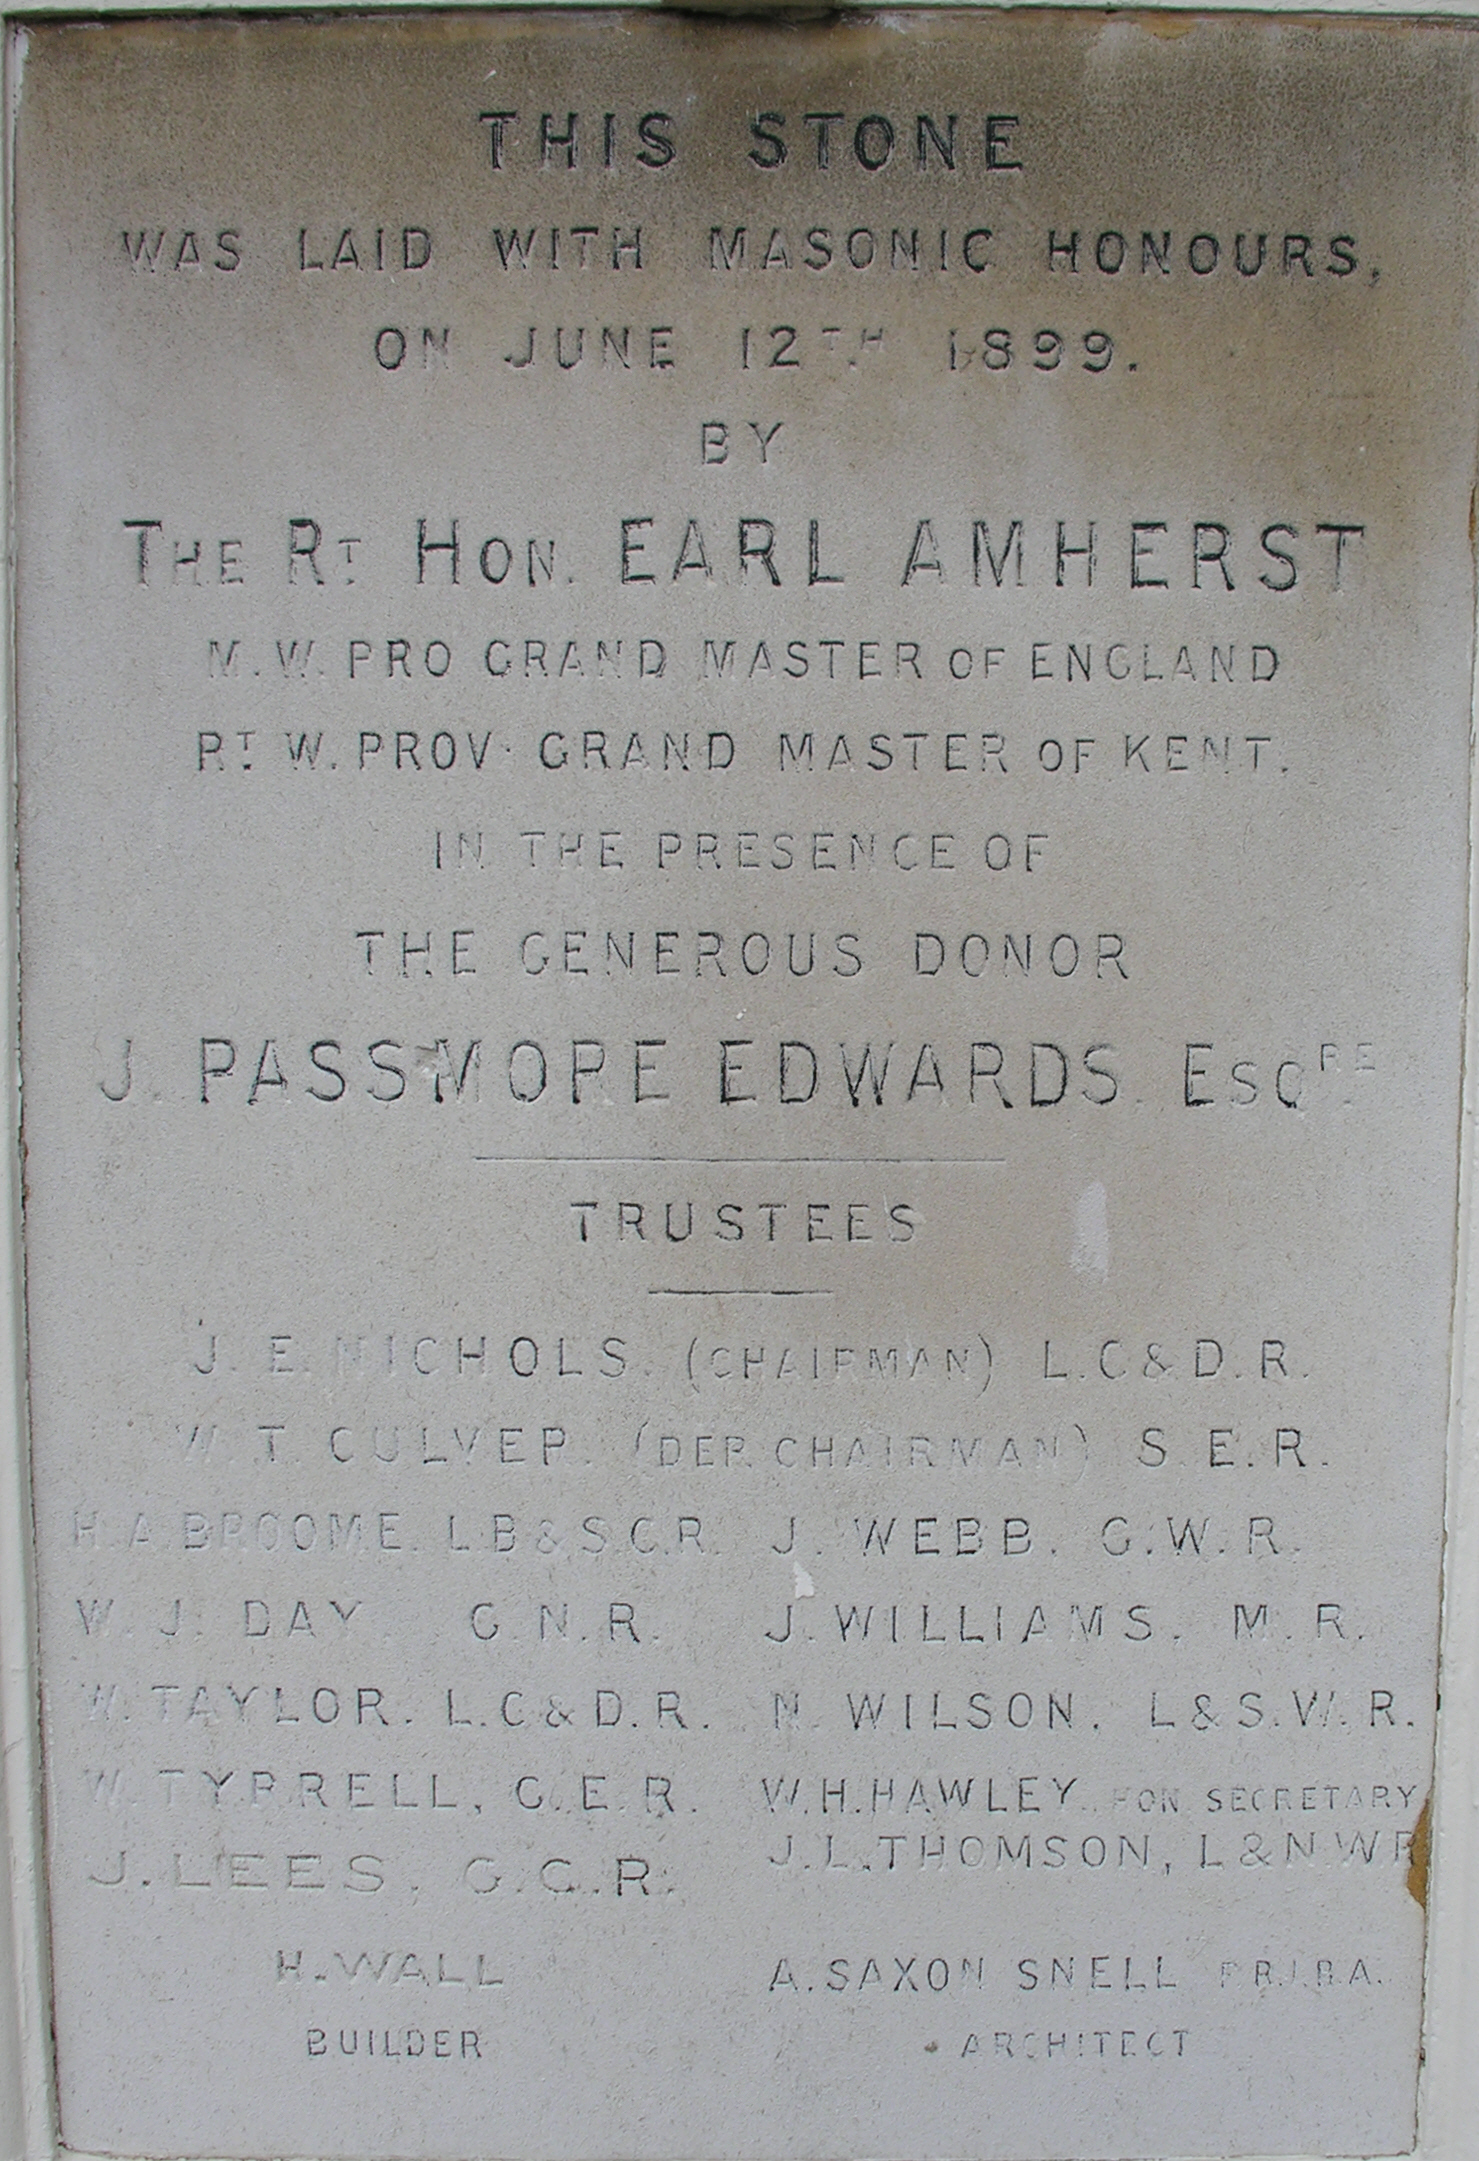 THIS STONE
WAS LAID WITH MASONIC HONOURS,
ON JUNE 12TH 1899.
BY
THE RT HON. EARL AMHERST
M.W. PRO GRAND MASTER OF ENGLAND
RT W. PROV. GRAND MASTER OF KENT.
IN THE PRESENCE OF
THE GENEROUS DONOR
J. PASSMORE EDWARDS. ESQRE.
TRUSTEES
J. E. NICHOLS. (CHAIRMAN) L.C & D.R.
W. T. CULVER. (DEP. CHAIRMAN) S. E. R.
H. A. BROOME. L.B & S.C.R. J. WEBB. G.W.R.
W. J. DAY G. N. R. J. WILLIAMS. M. R.
W. TAYLOR. L.C & D.R. N. WILSON. L & S.W.R.
W. TYRRELL, G.E.R. W.H.HAWLEY. HON. SECRETARY
J. LEES, G.C.R. J.L.THOMSON, L & N W R
H. WALL A. SAXON SNELL F.R.I.B.A.
BUILDER ARCHITECT